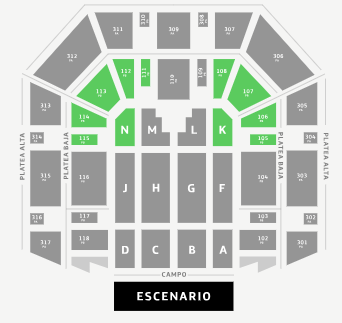 311 310 309 308 307
312 306
112 111 110 109 108
113 107
313 305
114 106
N M L K
314 115 105 304
PLATEA ALTA PLATEA BAJA PLATEA BAJA PLATEA ALTA
315 116 J H G F 104 303
316 117 103 302
317 118 D C B A 102 301
CAMPO
ESCENARIO